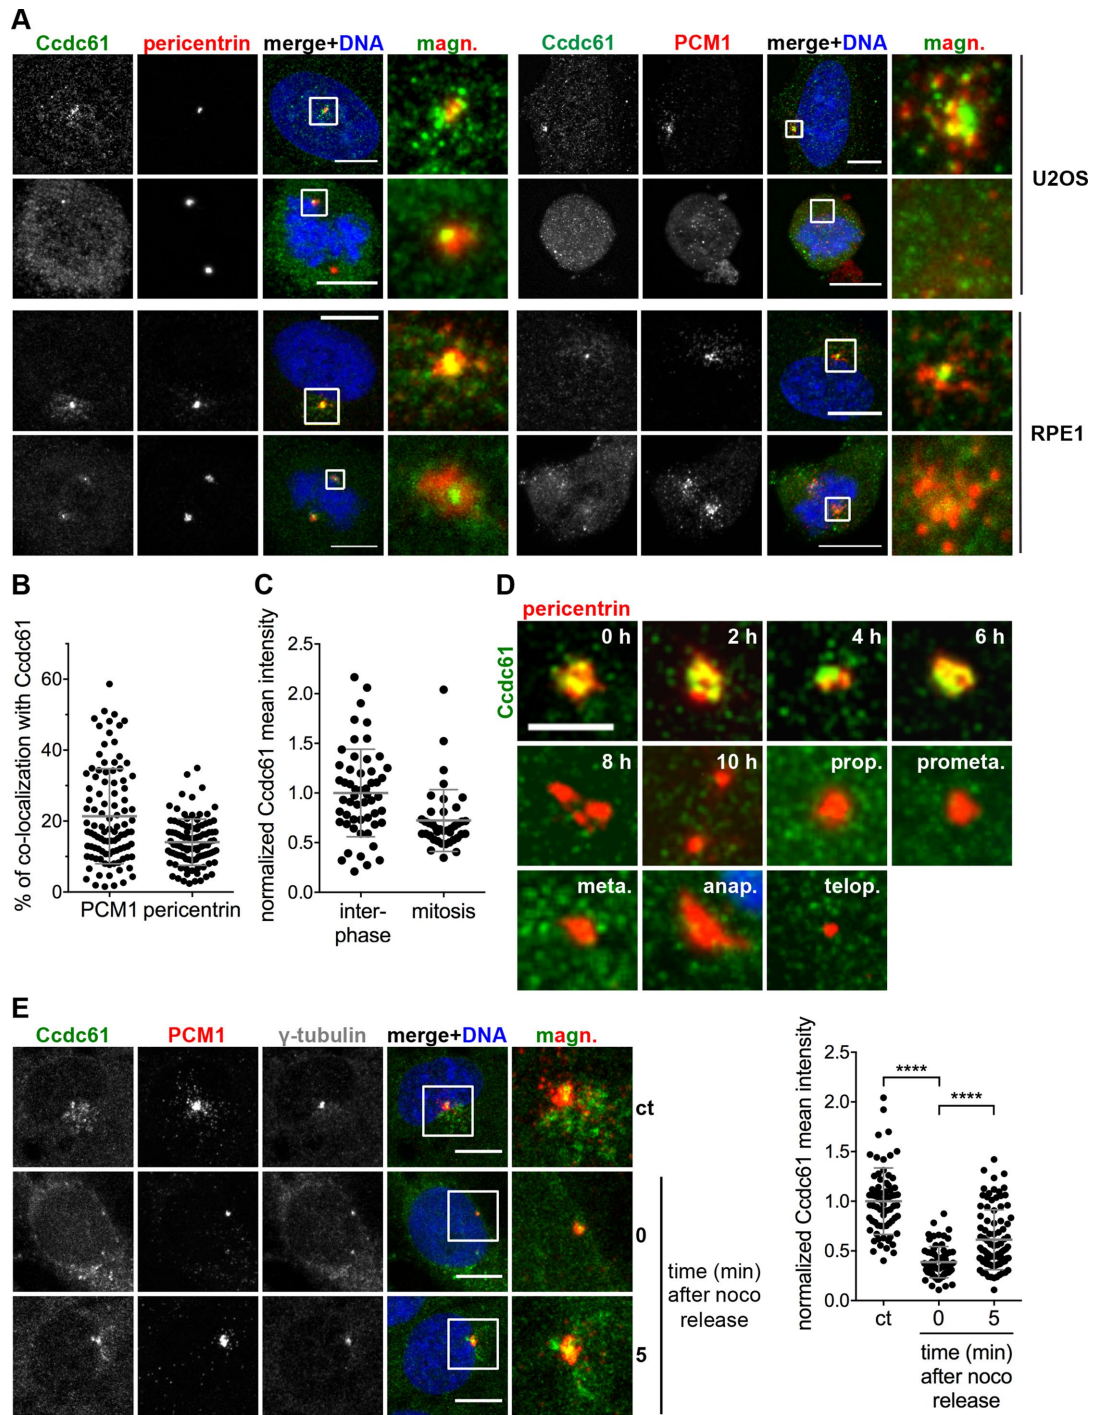 A
Ccdc61 pericentrin merge+DNA magn. Ccdc61 PCM1 merge+DNA magn.
U2OS
RPE1
B
% of co-localization with Ccdc61
60
40
20
0
PCM1 pericentrin
C
normalized Ccdc61 mean intensity
2.5
2.0
1.5
1.0
0.5
0.0
inter-
phase
mitosis
D
pericentrin
Ccdc61
0 h 2 h 4 h 6 h
8 h 10 h prop. prometa.
meta. anap. telop.
E
Ccdc61 PCM1 γ-tubulin merge+DNA magn.
ct
0
5
time (min)
after noco
release
normalized Ccdc61 mean intensity
2.5
2.0
1.5
1.0
0.5
0.0
**** ****
ct 0 5
time (min)
after noco
release